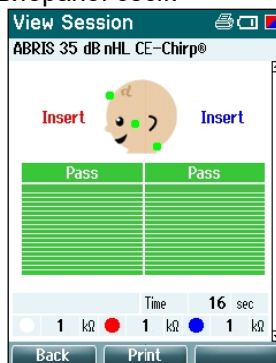 View Session
ABRIS 35 dB nHL CE-Chirp®
Insert Insert
Pass Pass
Time 16 sec
1 kΩ 1 kΩ 1 kΩ
Back Print